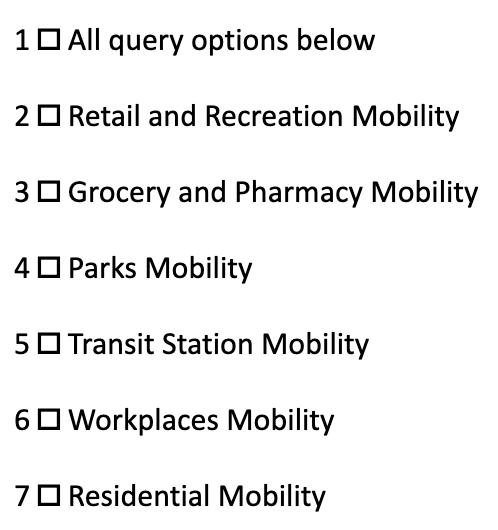 1 ☐ All query options below
2 ☐ Retail and Recreation Mobility
3 ☐ Grocery and Pharmacy Mobility
4 ☐ Parks Mobility
5 ☐ Transit Station Mobility
6 ☐ Workplaces Mobility
7 ☐ Residential Mobility